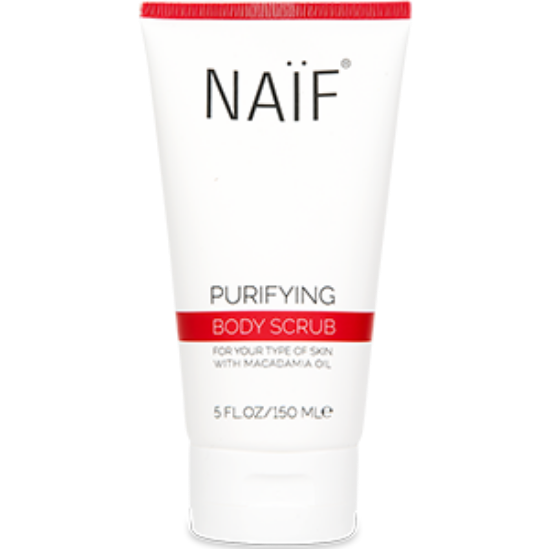 NAÏF®
PURIFYING
BODY SCRUB
FOR YOUR TYPE OF SKIN
WITH MACADAMIA OIL
5 FL.OZ/150 ML℮